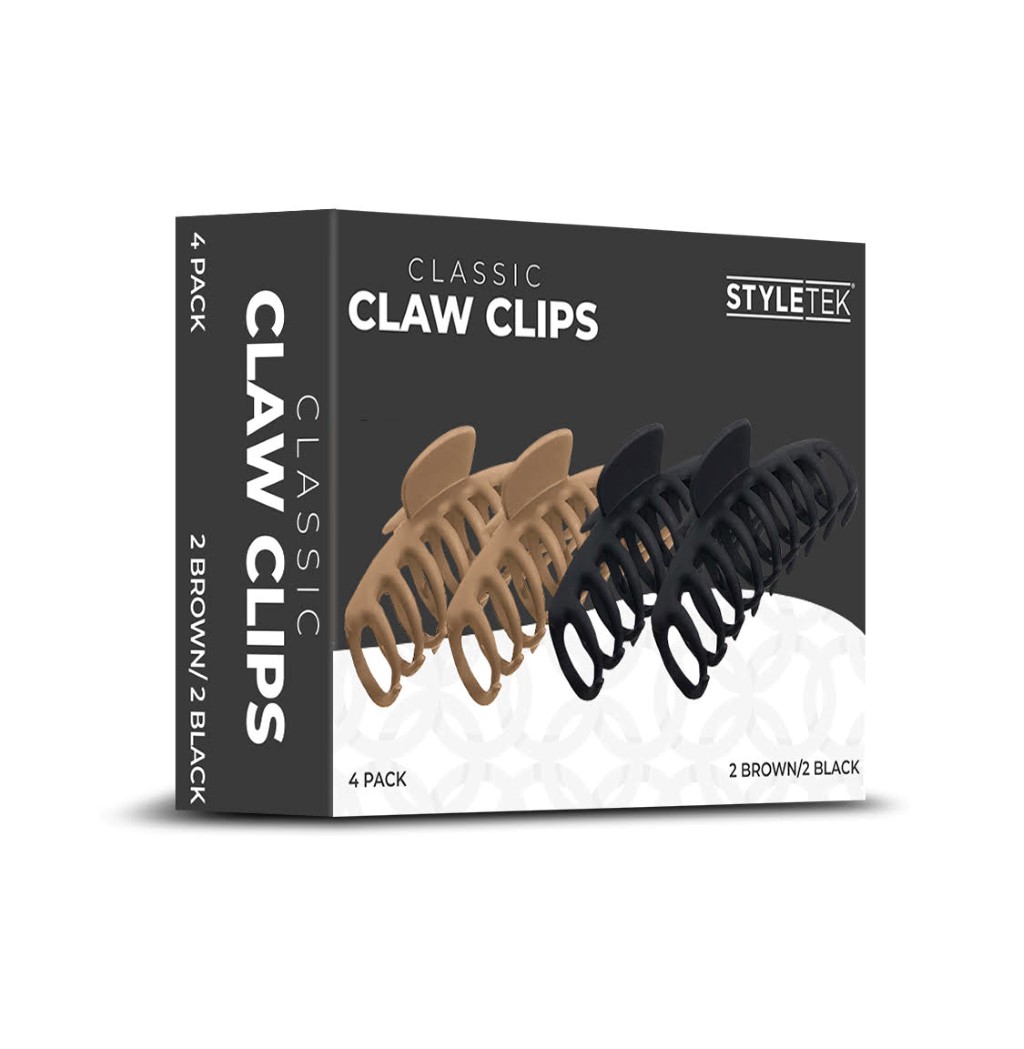 4 PACK
2 BROWN/ 2 BLACK
CLASSIC
CLAW CLIPS
CLASSIC
CLAW CLIPS
STYLETEK®
4 PACK
2 BROWN/2 BLACK